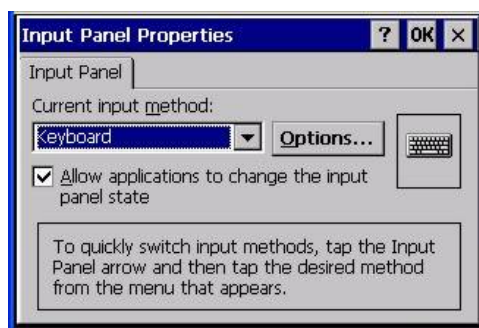 Input Panel Properties ? OK ×
Input Panel
Current input method:
Keyboard Options...
Allow applications to change the input
panel state
To quickly switch input methods, tap the Input
Panel arrow and then tap the desired method
from the menu that appears.